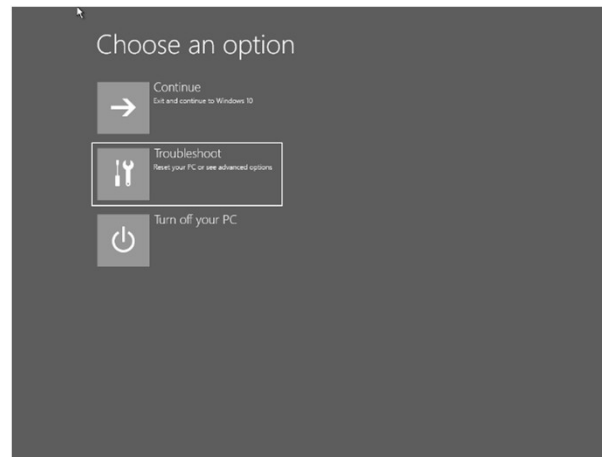 Choose an option
Continue
Exit and continue to Windows 10
Troubleshoot
Reset your PC or see advanced options
Turn off your PC